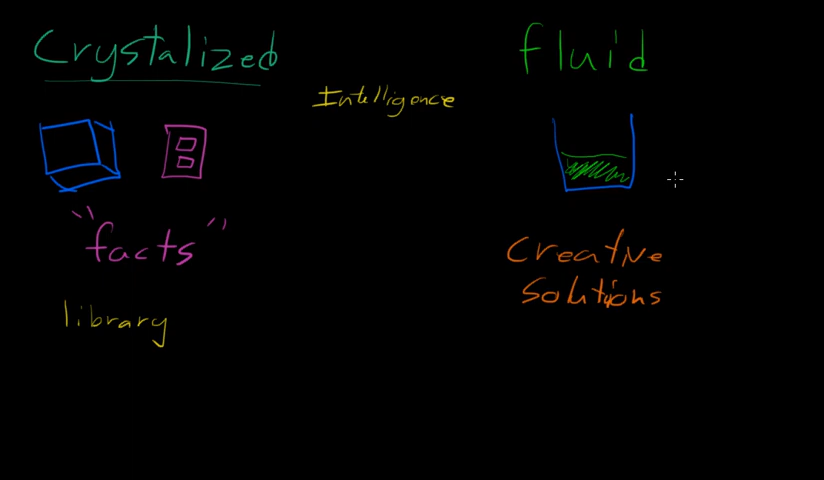 Crystalized
fluid
Intelligence
"facts"
Creative
Solutions
library